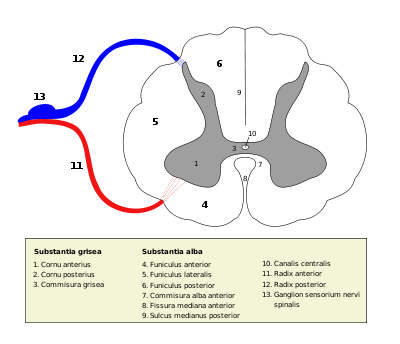 12
6
13
2
9
5
10
3
1
7
11
8
4
Substantia grisea
1. Cornu anterius
2. Cornu posterius
3. Commisura grisea
Substantia alba
4. Funiculus anterior
5. Funiculus lateralis
6. Funiculus posterior
7. Commisura alba anterior
8. Fissura mediana anterior
9. Sulcus medianus posterior
10. Canalis centralis
11. Radix anterior
12. Radix posterior
13. Ganglion sensorium nervi
spinalis